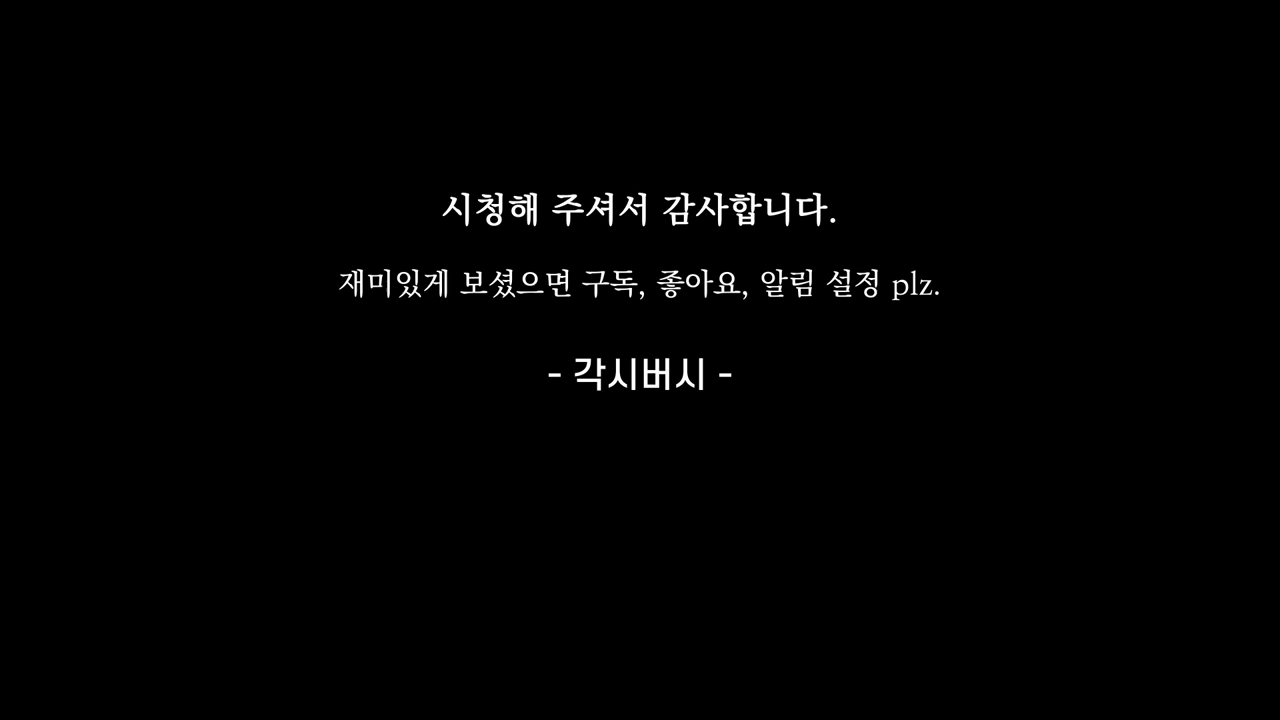 시청해 주셔서 감사합니다.
재미있게 보셨으면 구독, 좋아요, 알림 설정 plz.
- 각시버시 -